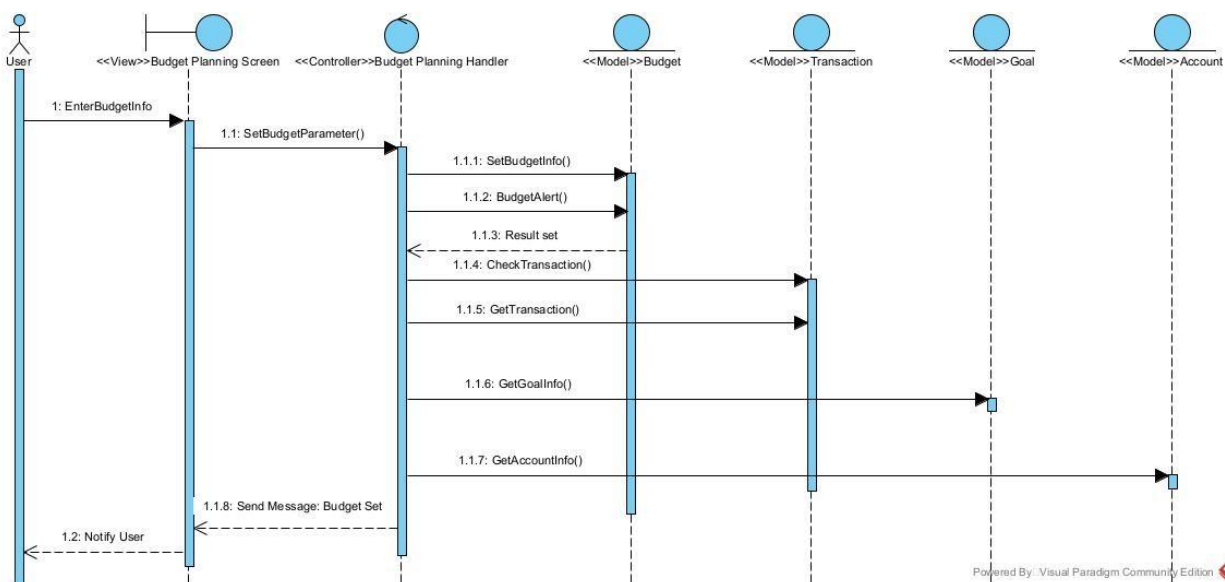 User
<<View>>Budget Planning Screen
<<Controller>>Budget Planning Handler
<<Model>>Budget
<<Model>>Transaction
<<Model>>Goal
<<Model>>Account
1: EnterBudgetInfo
1.1: SetBudgetParameter()
1.1.1: SetBudgetInfo()
1.1.2: BudgetAlert()
1.1.3: Result set
1.1.4: CheckTransaction()
1.1.5: GetTransaction()
1.1.6: GetGoalInfo()
1.1.7: GetAccountInfo()
1.1.8: Send Message: Budget Set
1.2: Notify User
Powered By: Visual Paradigm Community Edition